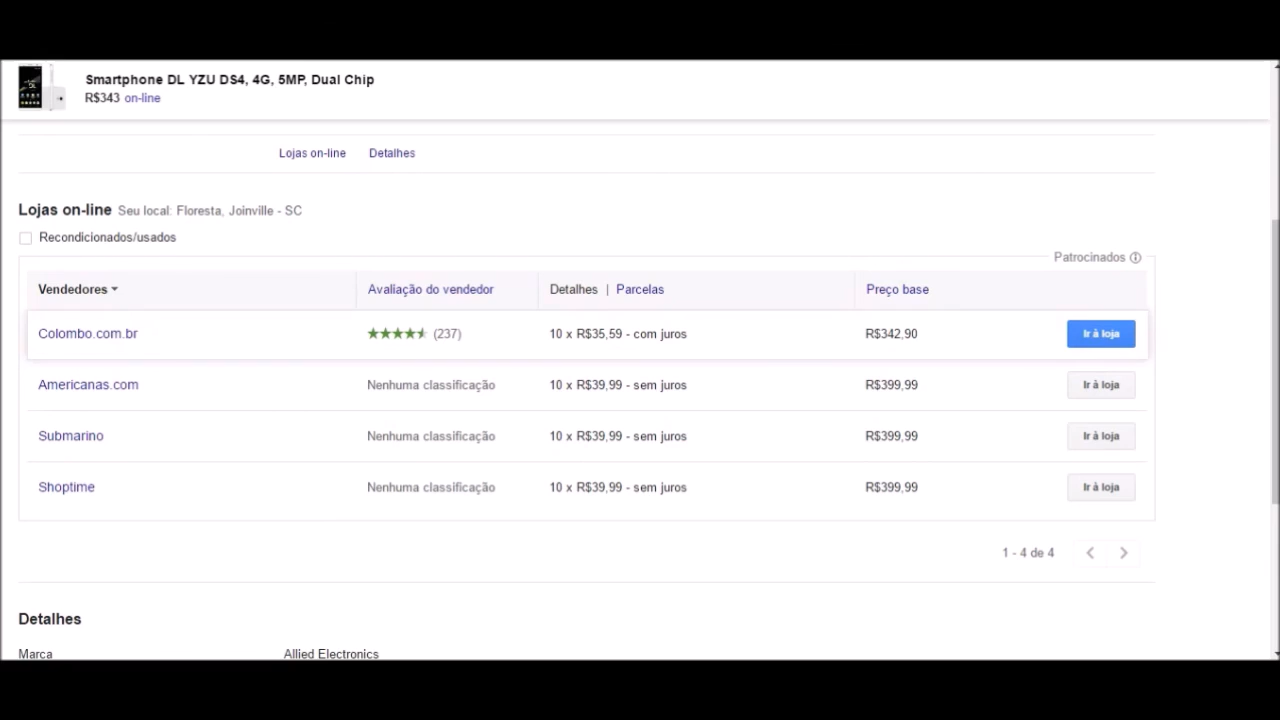 Smartphone DL YZU DS4, 4G, 5MP, Dual Chip
R$343 on-line
Lojas on-line Detalhes
Lojas on-line Seu local: Floresta, Joinville - SC
Recondicionados/usados
Patrocinados
Vendedores Avaliação do vendedor Detalhes | Parcelas Preço base
Colombo.com.br (237) 10 x R$35,59 - com juros R$342,90 Ir à loja
Americanas.com Nenhuma classificação 10 x R$39,99 - sem juros R$399,99 Ir à loja
Submarino Nenhuma classificação 10 x R$39,99 - sem juros R$399,99 Ir à loja
Shoptime Nenhuma classificação 10 x R$39,99 - sem juros R$399,99 Ir à loja
1 - 4 de 4
Detalhes
Marca Allied Electronics